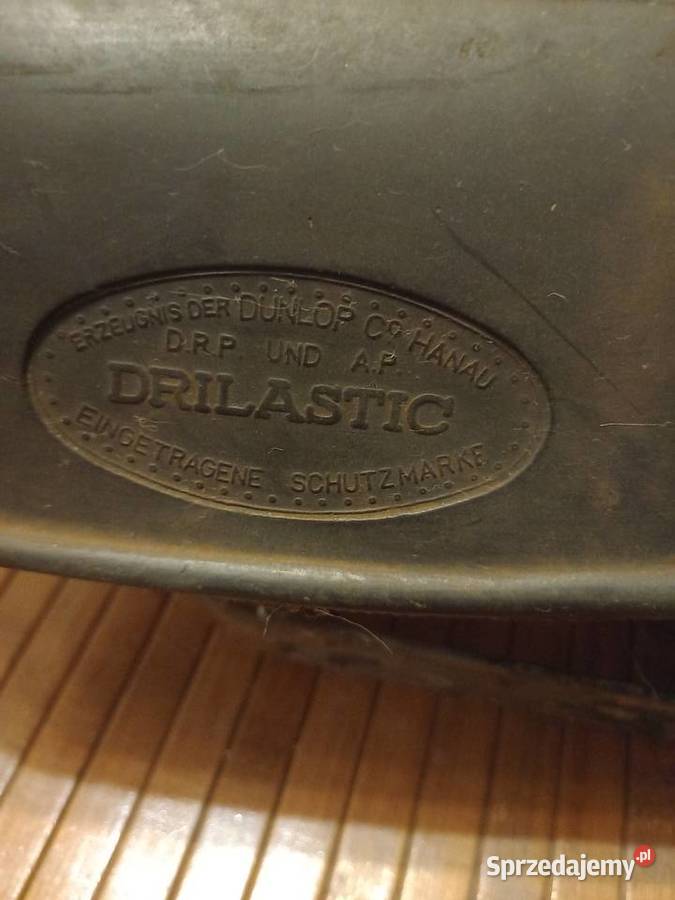 ERZEUGNIS DER DUNLOP Cº HANAU
D.R.P. UND A.P.
DRILASTIC
EINGETRAGENE SCHUTZMARKE
Sprzedajemy.pl